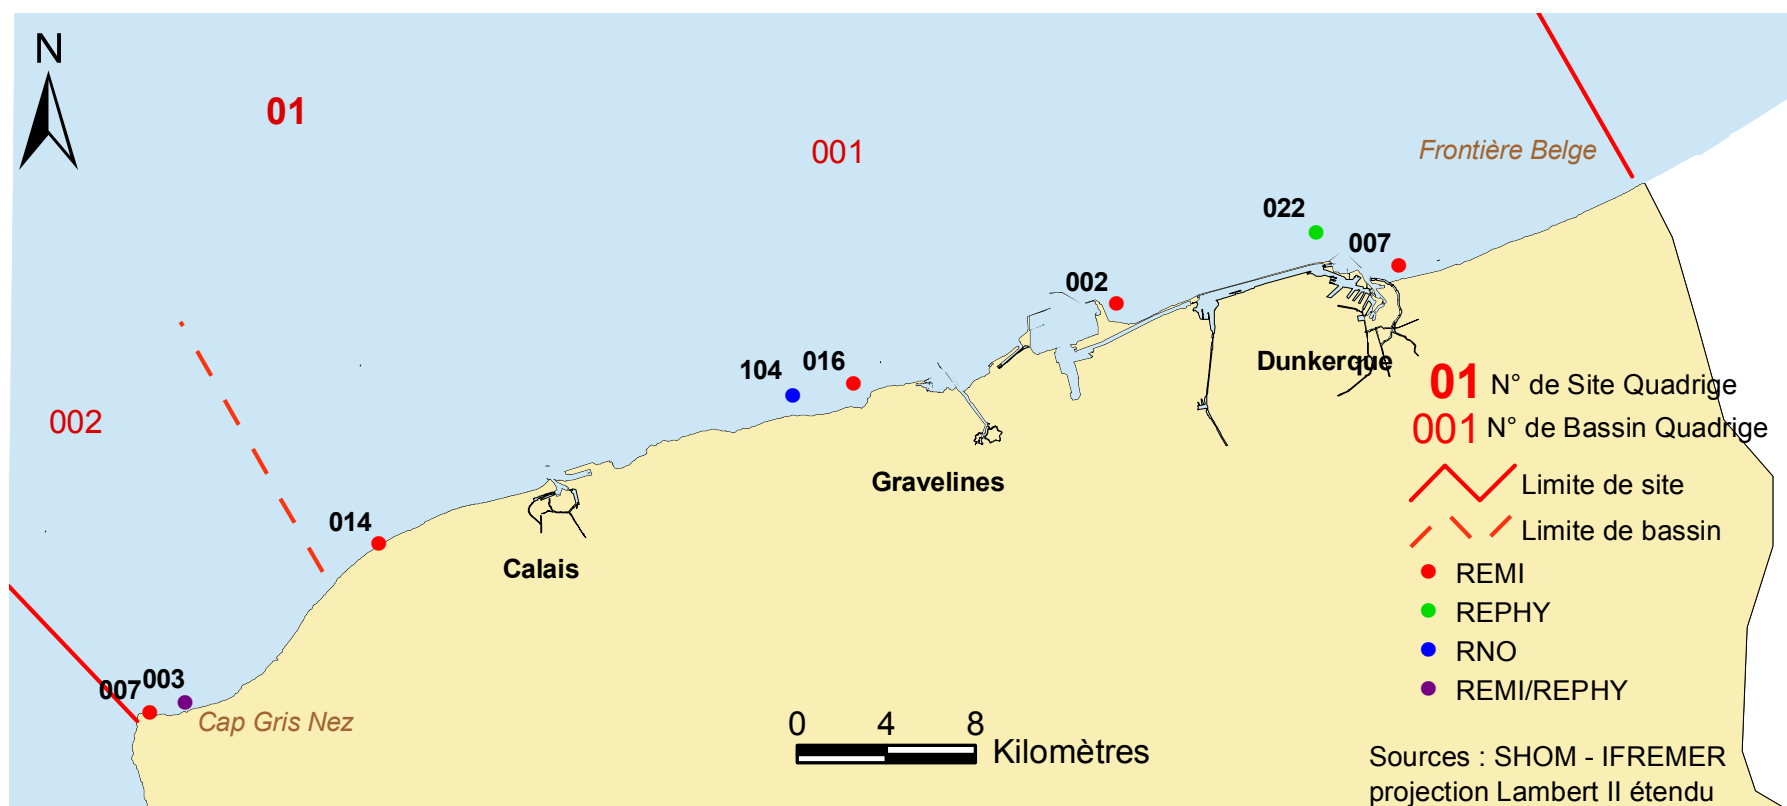 N
01
001
Frontière Belge
022
007
002
Dunkerque
104
016
002
Gravelines
014
Calais
007
003
Cap Gris Nez
01 N° de Site Quadrige
001 N° de Bassin Quadrige
Limite de site
Limite de bassin
REMI
REPHY
RNO
REMI/REPHY
0 4 8
Kilomètres
Sources : SHOM - IFREMER
projection Lambert II étendu